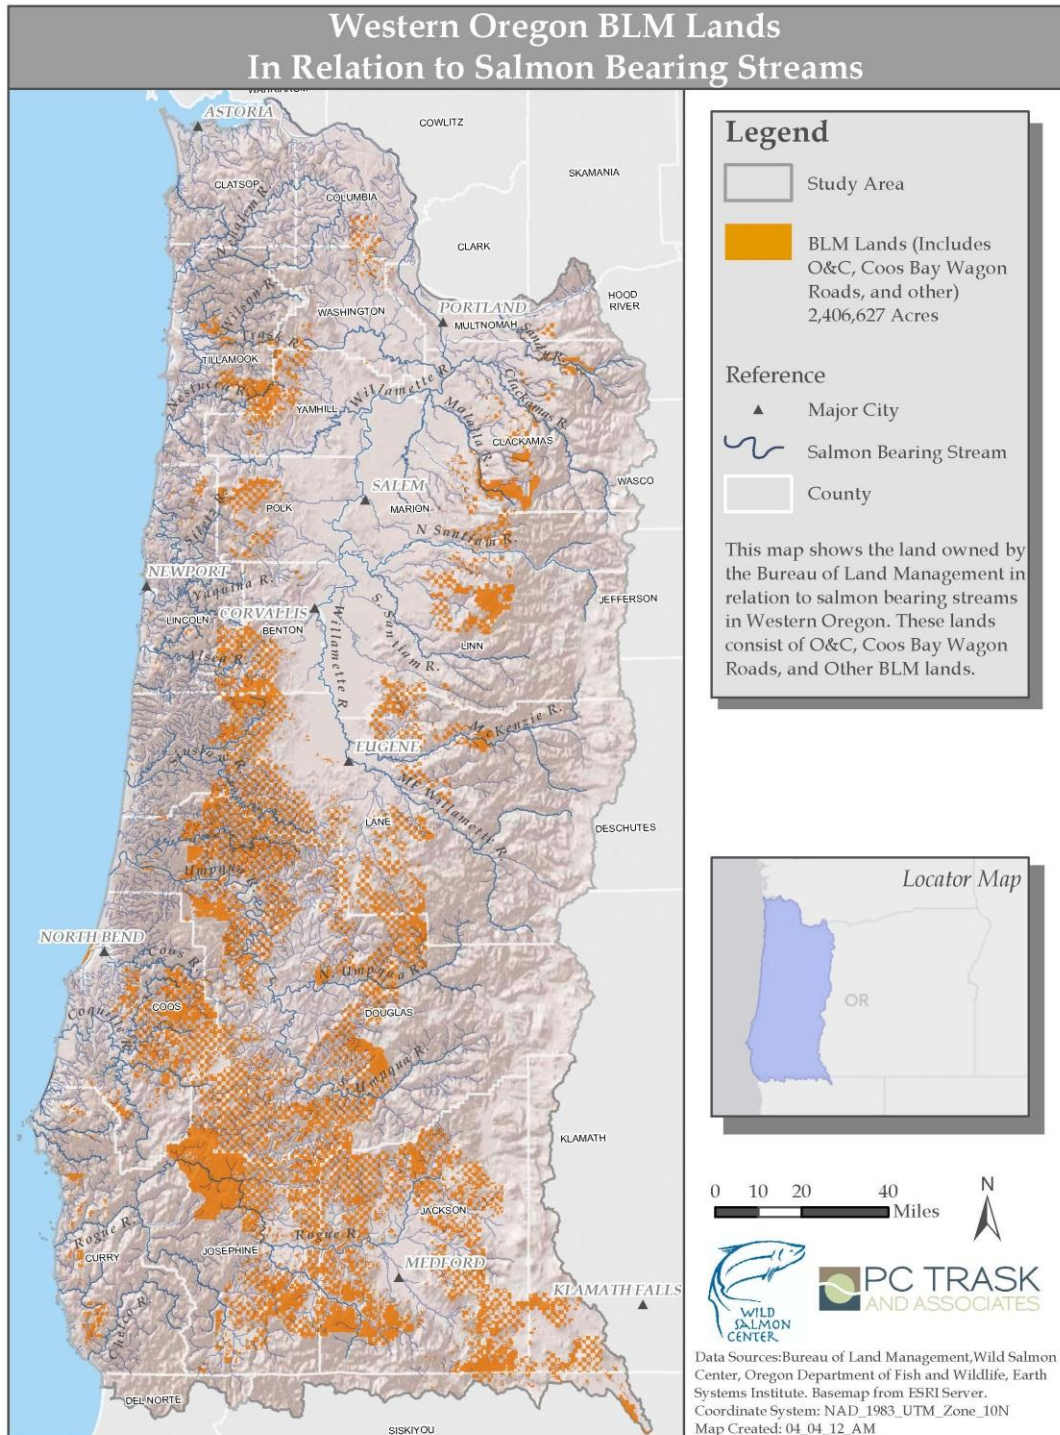 Western Oregon BLM Lands
In Relation to Salmon Bearing Streams
ASTORIA
COWLITZ
SKAMANIA
CLATSOP
COLUMBIA
Nehalem R.
CLARK
HOOD
RIVER
Wilson R.
WASHINGTON
PORTLAND
MULTNOMAH
Sandy R.
Trask R.
TILLAMOOK
Nestucca R.
YAMHILL
Willamette R.
Clackamas R.
Molalla R.
CLACKAMAS
WASCO
SALEM
POLK
MARION
Siletz R.
N Santiam R.
NEWPORT
Yaquina R.
JEFFERSON
CORVALLIS
LINCOLN
BENTON
S. Santiam R.
LINN
Alsea R.
Willamette R
McKenzie R.
Siuslaw R.
EUGENE
MF Willamette R.
LANE
DESCHUTES
Umpqua R.
NORTH BEND
Coos R.
N. Umpqua R.
COOS
DOUGLAS
Coquille R.
S. Umpqua R.
KLAMATH
JACKSON
Rogue R.
Rogue R.
CURRY
JOSEPHINE
MEDFORD
KLAMATH FALLS
Chetco R.
DEL NORTE
SISKIYOU
Legend
Study Area
BLM Lands (Includes
O&C, Coos Bay Wagon
Roads, and other)
2,406,627 Acres
Reference
Major City
Salmon Bearing Stream
County
This map shows the land owned by
the Bureau of Land Management in
relation to salmon bearing streams
in Western Oregon. These lands
consist of O&C, Coos Bay Wagon
Roads, and Other BLM lands.
Locator Map
OR
0 10 20 40
Miles
N
WILD
SALMON
CENTER
PC TRASK
AND ASSOCIATES
Data Sources:Bureau of Land Management,Wild Salmon
Center, Oregon Department of Fish and Wildlife, Earth
Systems Institute. Basemap from ESRI Server.
Coordinate System: NAD_1983_UTM_Zone_10N
Map Created: 04_04_12_AM